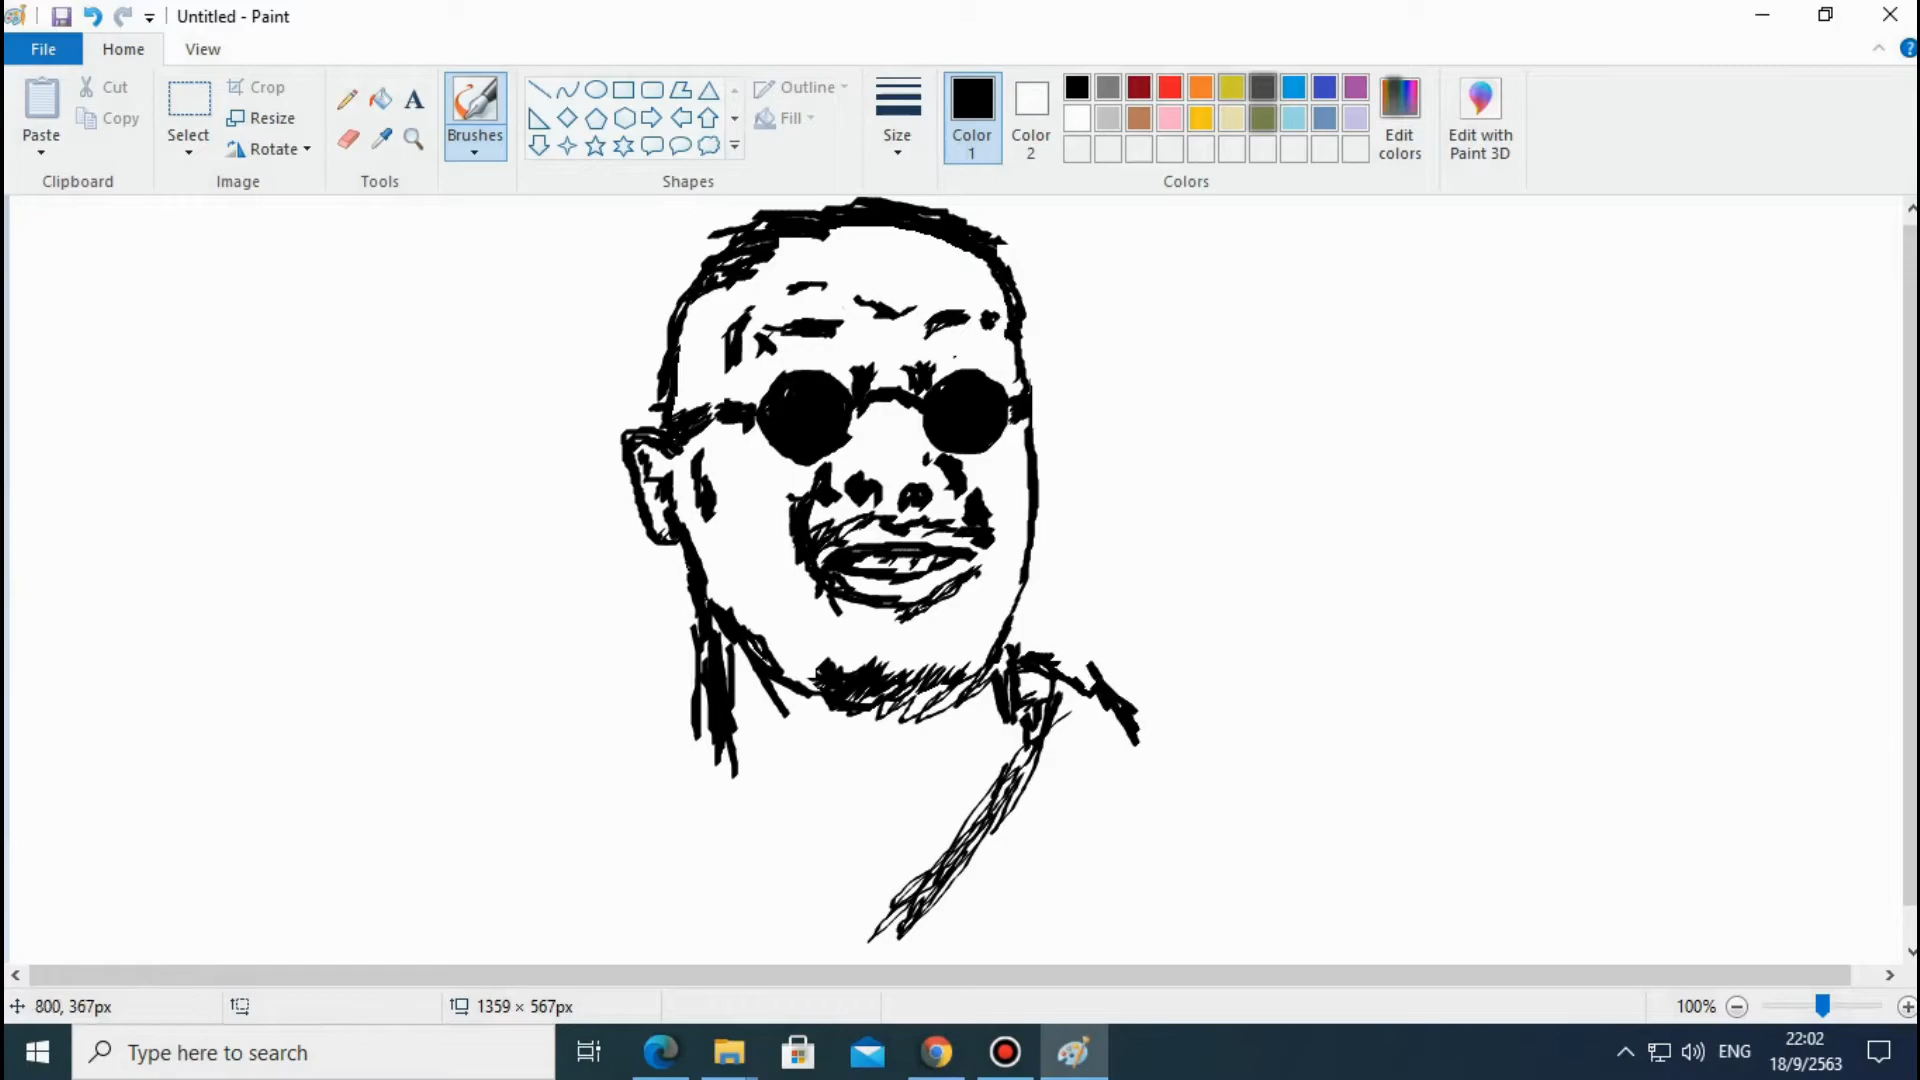 Untitled - Paint
File Home View
Paste
Cut
Copy
Clipboard
Select
Crop
Resize
Rotate
Image
A
Tools
Brushes
Outline
Fill
Shapes
Size
Color
1
Color
2
Colors
Edit
colors
Edit with
Paint 3D
?
800, 367px
1359 × 567px
100%
Type here to search
ENG
22:02
18/9/2563